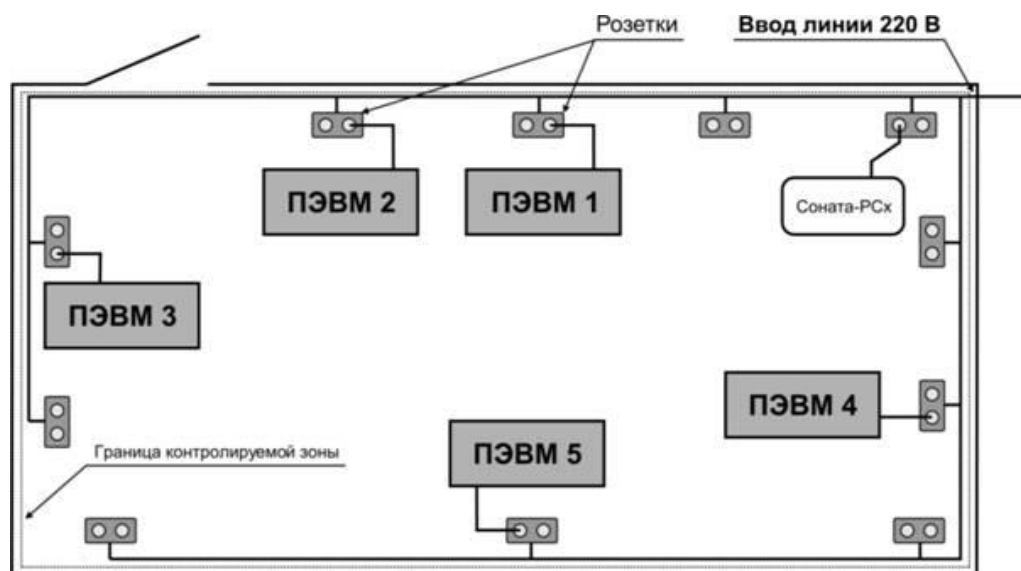 Розетки
Ввод линии 220 В
ПЭВМ 2
ПЭВМ 1
Соната-РСх
ПЭВМ 3
ПЭВМ 4
ПЭВМ 5
Граница контролируемой зоны